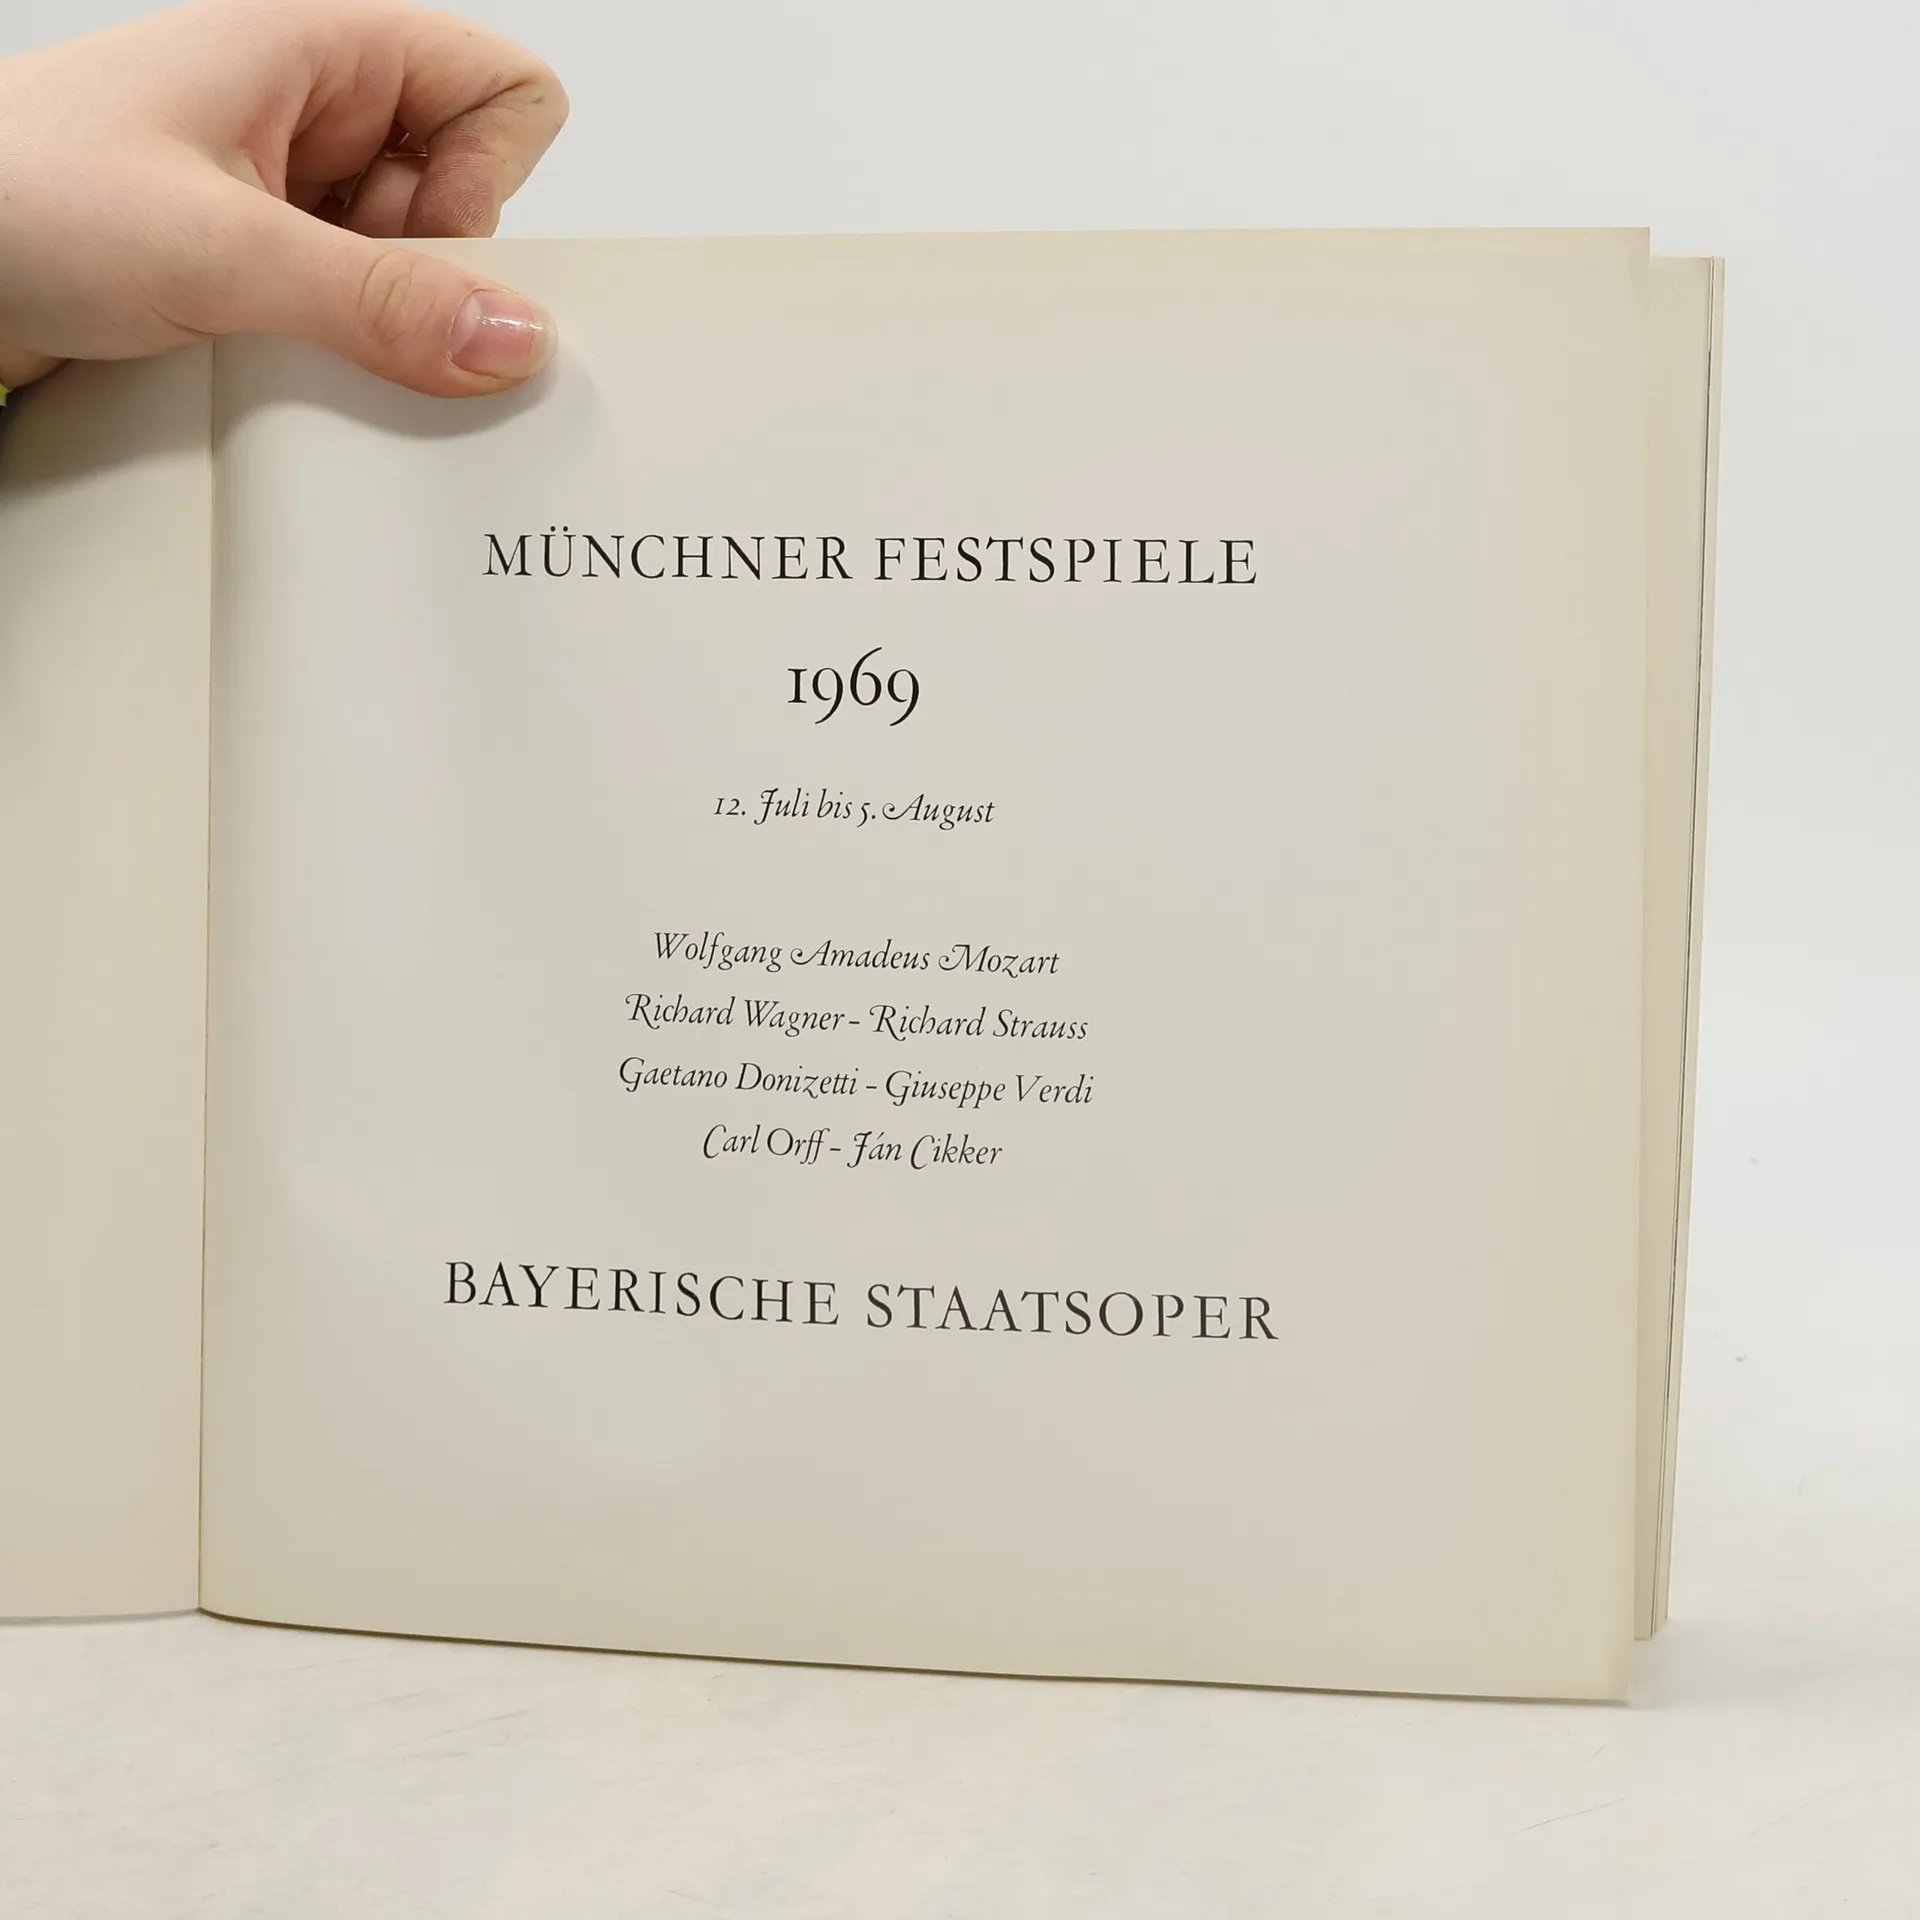 MÜNCHNER FESTSPIELE
1969
12. Juli bis 5. August
Wolfgang Amadeus Mozart
Richard Wagner - Richard Strauss
Gaetano Donizetti - Giuseppe Verdi
Carl Orff - Ján Cikker
BAYERISCHE STAATSOPER